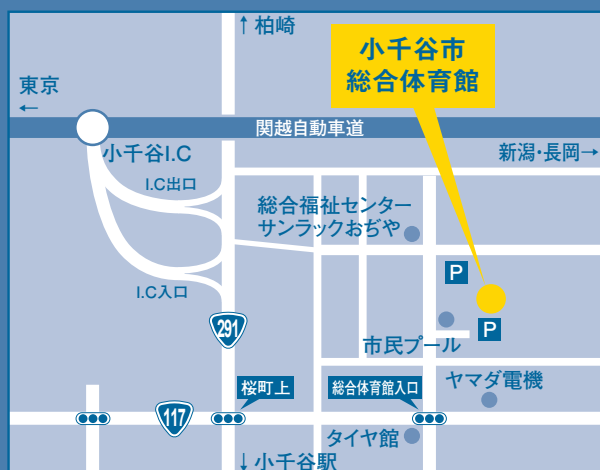 ↑柏崎
小千谷市
総合体育館
東京
←
関越自動車道
小千谷I.C
新潟・長岡→
I.C出口
総合福祉センター
サンラックおぢや
P
I.C入口
P
291
市民プール
桜町上
総合体育館入口
ヤマダ電機
117
タイヤ館
↓小千谷駅